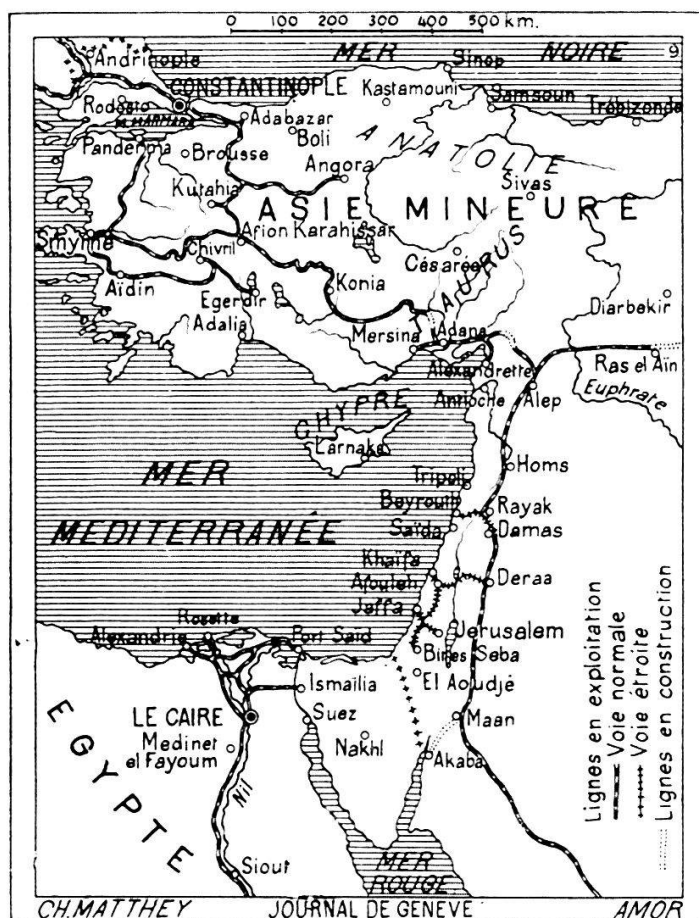 0 100 200 300 400 500 km.
9
MER NOIRE
Andrinople
Sinop
CONSTANTINOPLE
Kastamouni
Samsoun
Rodosto
Trébizonde
M. MARMARA
Adabazar
Boli
ANATOLIE
Panderma
Brousse
Angora
Sivas
Kutahia
ASIE MINEURE
Smyrne
Afion Karahissar
Chivril
Césarée
TAURUS
Aïdin
Egerdir
Konia
Diarbekir
Adalia
Mersina
Adana
Alexandrette
Ras el Aïn
Antioche
Alep
Euphrate
CHYPRE
Larnaka
Homs
MER
Tripoli
Beyrouth
Rayak
MEDITERRANÉE
Saïda
Damas
Khaïfa
Afouleh
Deraa
Jaffa
Rosette
Alexandrie
Port Saïd
Jerusalem
Bires Seba
Ismaïlia
El Aoudjé
EGYPTE
LE CAIRE
Suez
Maan
Medinet
el Fayoum
Nakhl
Akaba
Nil
Siout
MER
ROUGE
Lignes en exploitation
Voie normale
Voie étroite
Lignes en construction
CH. MATTHEY
JOURNAL DE GENEVE
AMOR